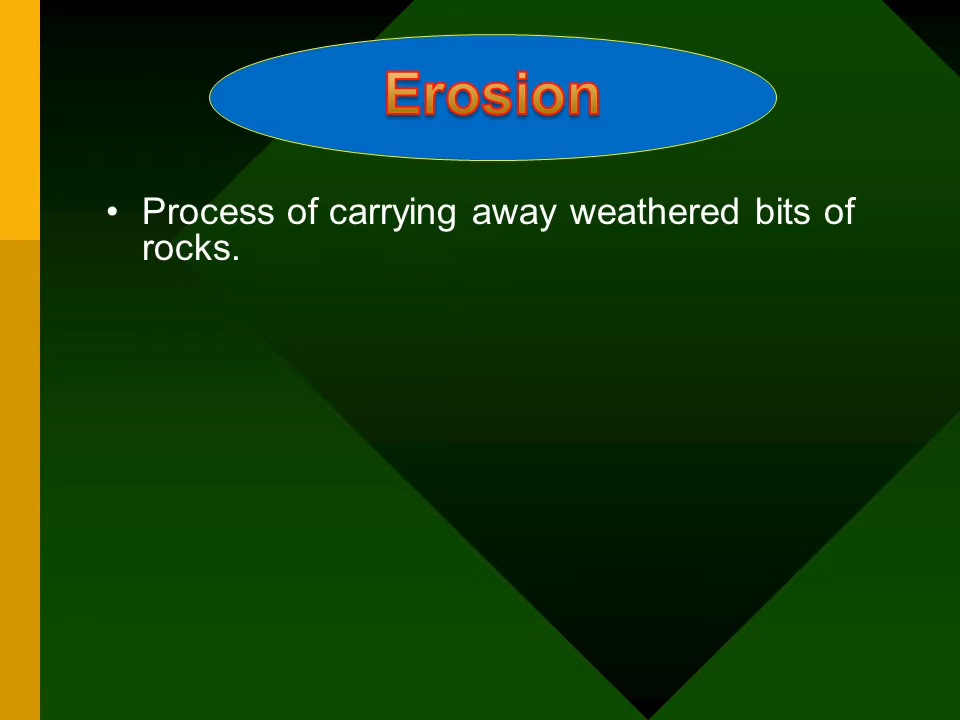 Erosion
• Process of carrying away weathered bits of
rocks.